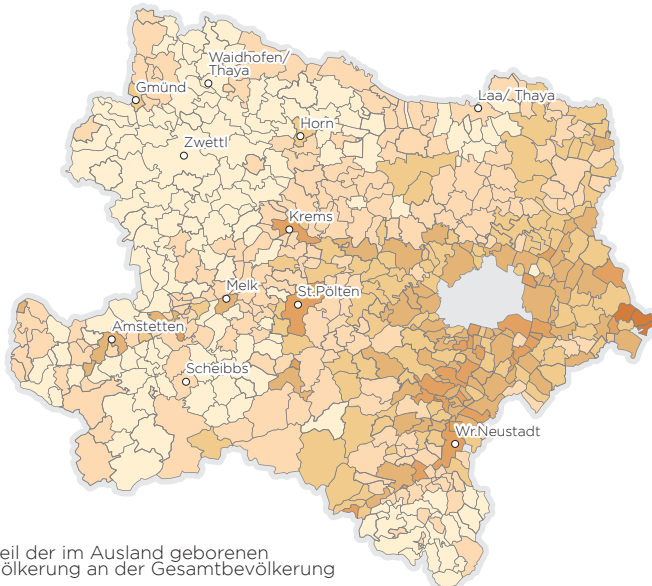 Waidhofen/
Thaya
Gmünd
Laa/ Thaya
Horn
Zwettl
Krems
Melk
St.Pölten
Amstetten
Scheibbs
Wr.Neustadt
eil der im Ausland geborenen
ölkerung an der Gesamtbevölkerung